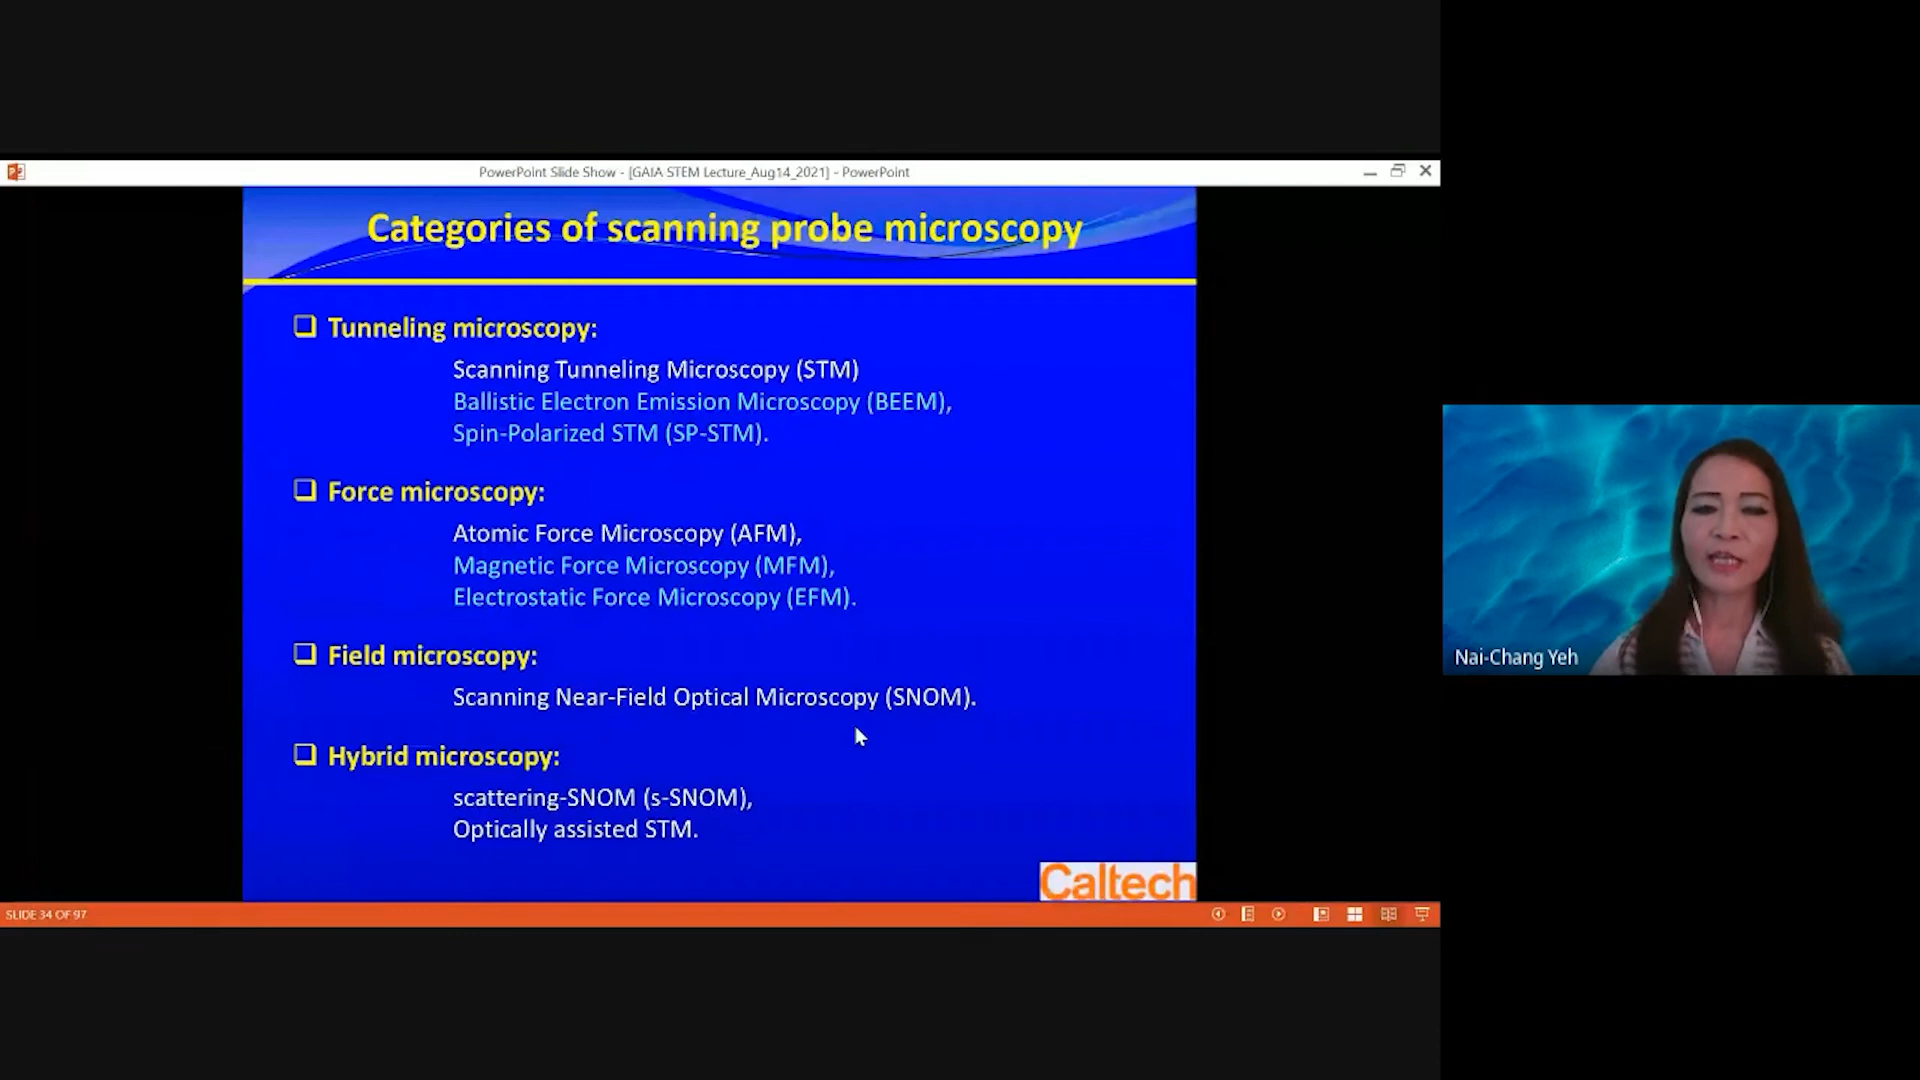 PowerPoint Slide Show - [GAIA STEM Lecture_Aug14_2021] - PowerPoint
Categories of scanning probe microscopy
Tunneling microscopy:
Scanning Tunneling Microscopy (STM)
Ballistic Electron Emission Microscopy (BEEM),
Spin-Polarized STM (SP-STM).
Force microscopy:
Atomic Force Microscopy (AFM),
Magnetic Force Microscopy (MFM),
Electrostatic Force Microscopy (EFM).
Field microscopy:
Scanning Near-Field Optical Microscopy (SNOM).
Hybrid microscopy:
scattering-SNOM (s-SNOM),
Optically assisted STM.
Caltech
SLIDE 34 OF 97
Nai-Chang Yeh